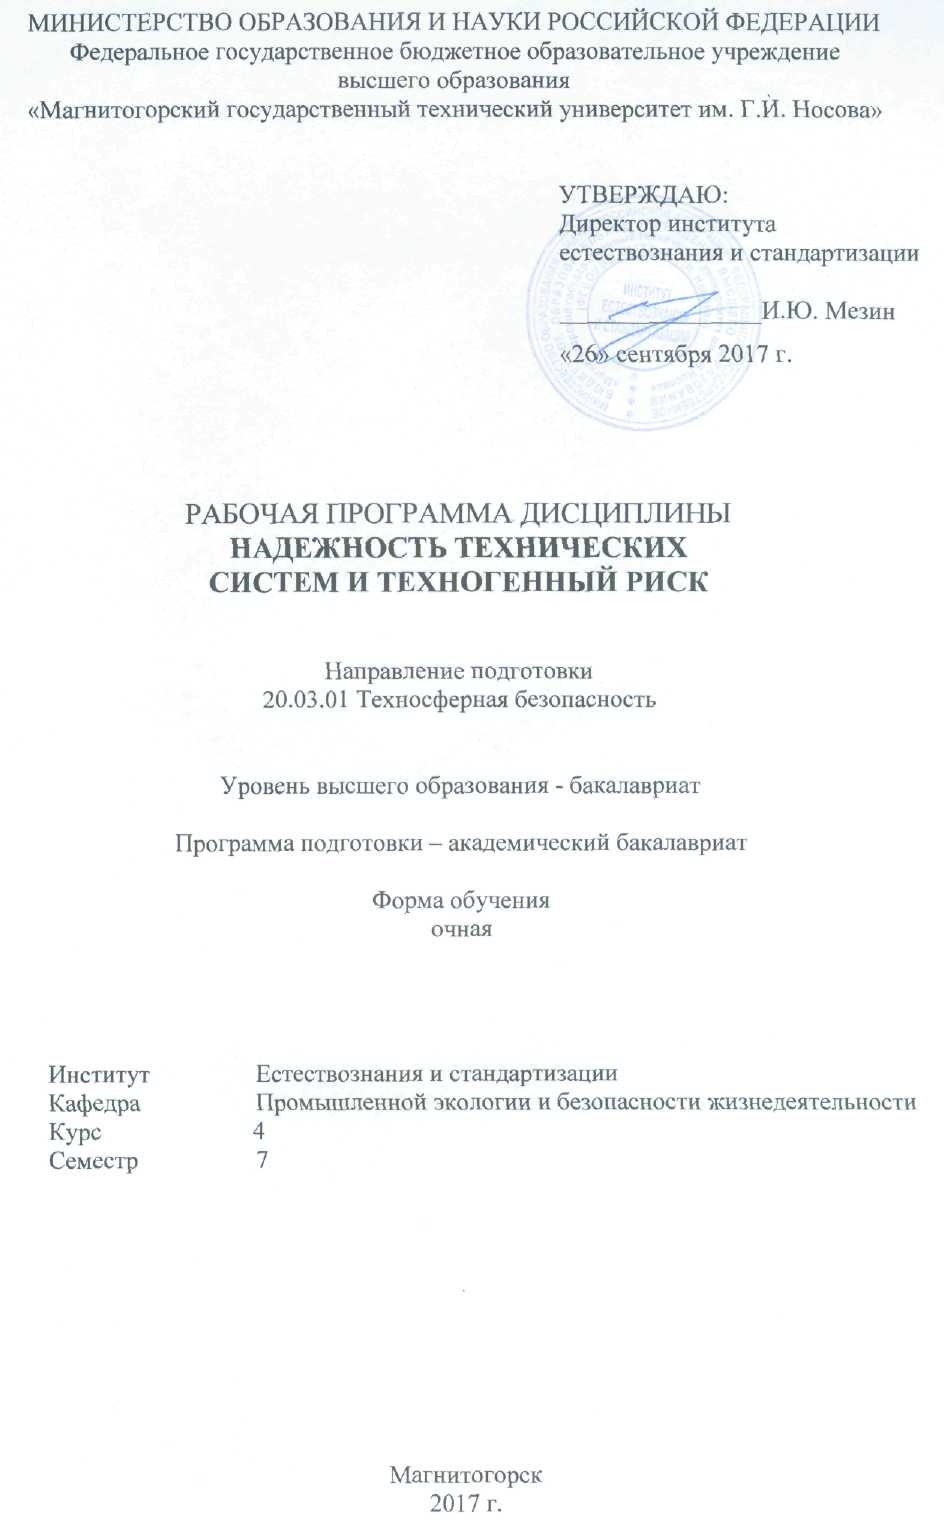 МИНИСТЕРСТВО ОБРАЗОВАНИЯ И НАУКИ РОССИЙСКОЙ ФЕДЕРАЦИИ
Федеральное государственное бюджетное образовательное учреждение
высшего образования
«Магнитогорский государственный технический университет им. Г.И. Носова»
УТВЕРЖДАЮ:
Директор института
естествознания и стандартизации
ИНСТИТУТ
И.Ю. Мезин
«26» сентября 2017 г.
РАБОЧАЯ ПРОГРАММА ДИСЦИПЛИНЫ
НАДЕЖНОСТЬ ТЕХНИЧЕСКИХ
СИСТЕМ И ТЕХНОГЕННЫЙ РИСК
Направление подготовки
20.03.01 Техносферная безопасность
Уровень высшего образования - бакалавриат
Программа подготовки – академический бакалавриат
Форма обучения
очная
Институт Естествознания и стандартизации
Кафедра Промышленной экологии и безопасности жизнедеятельности
Курс 4
Семестр 7
Магнитогорск
2017 г.